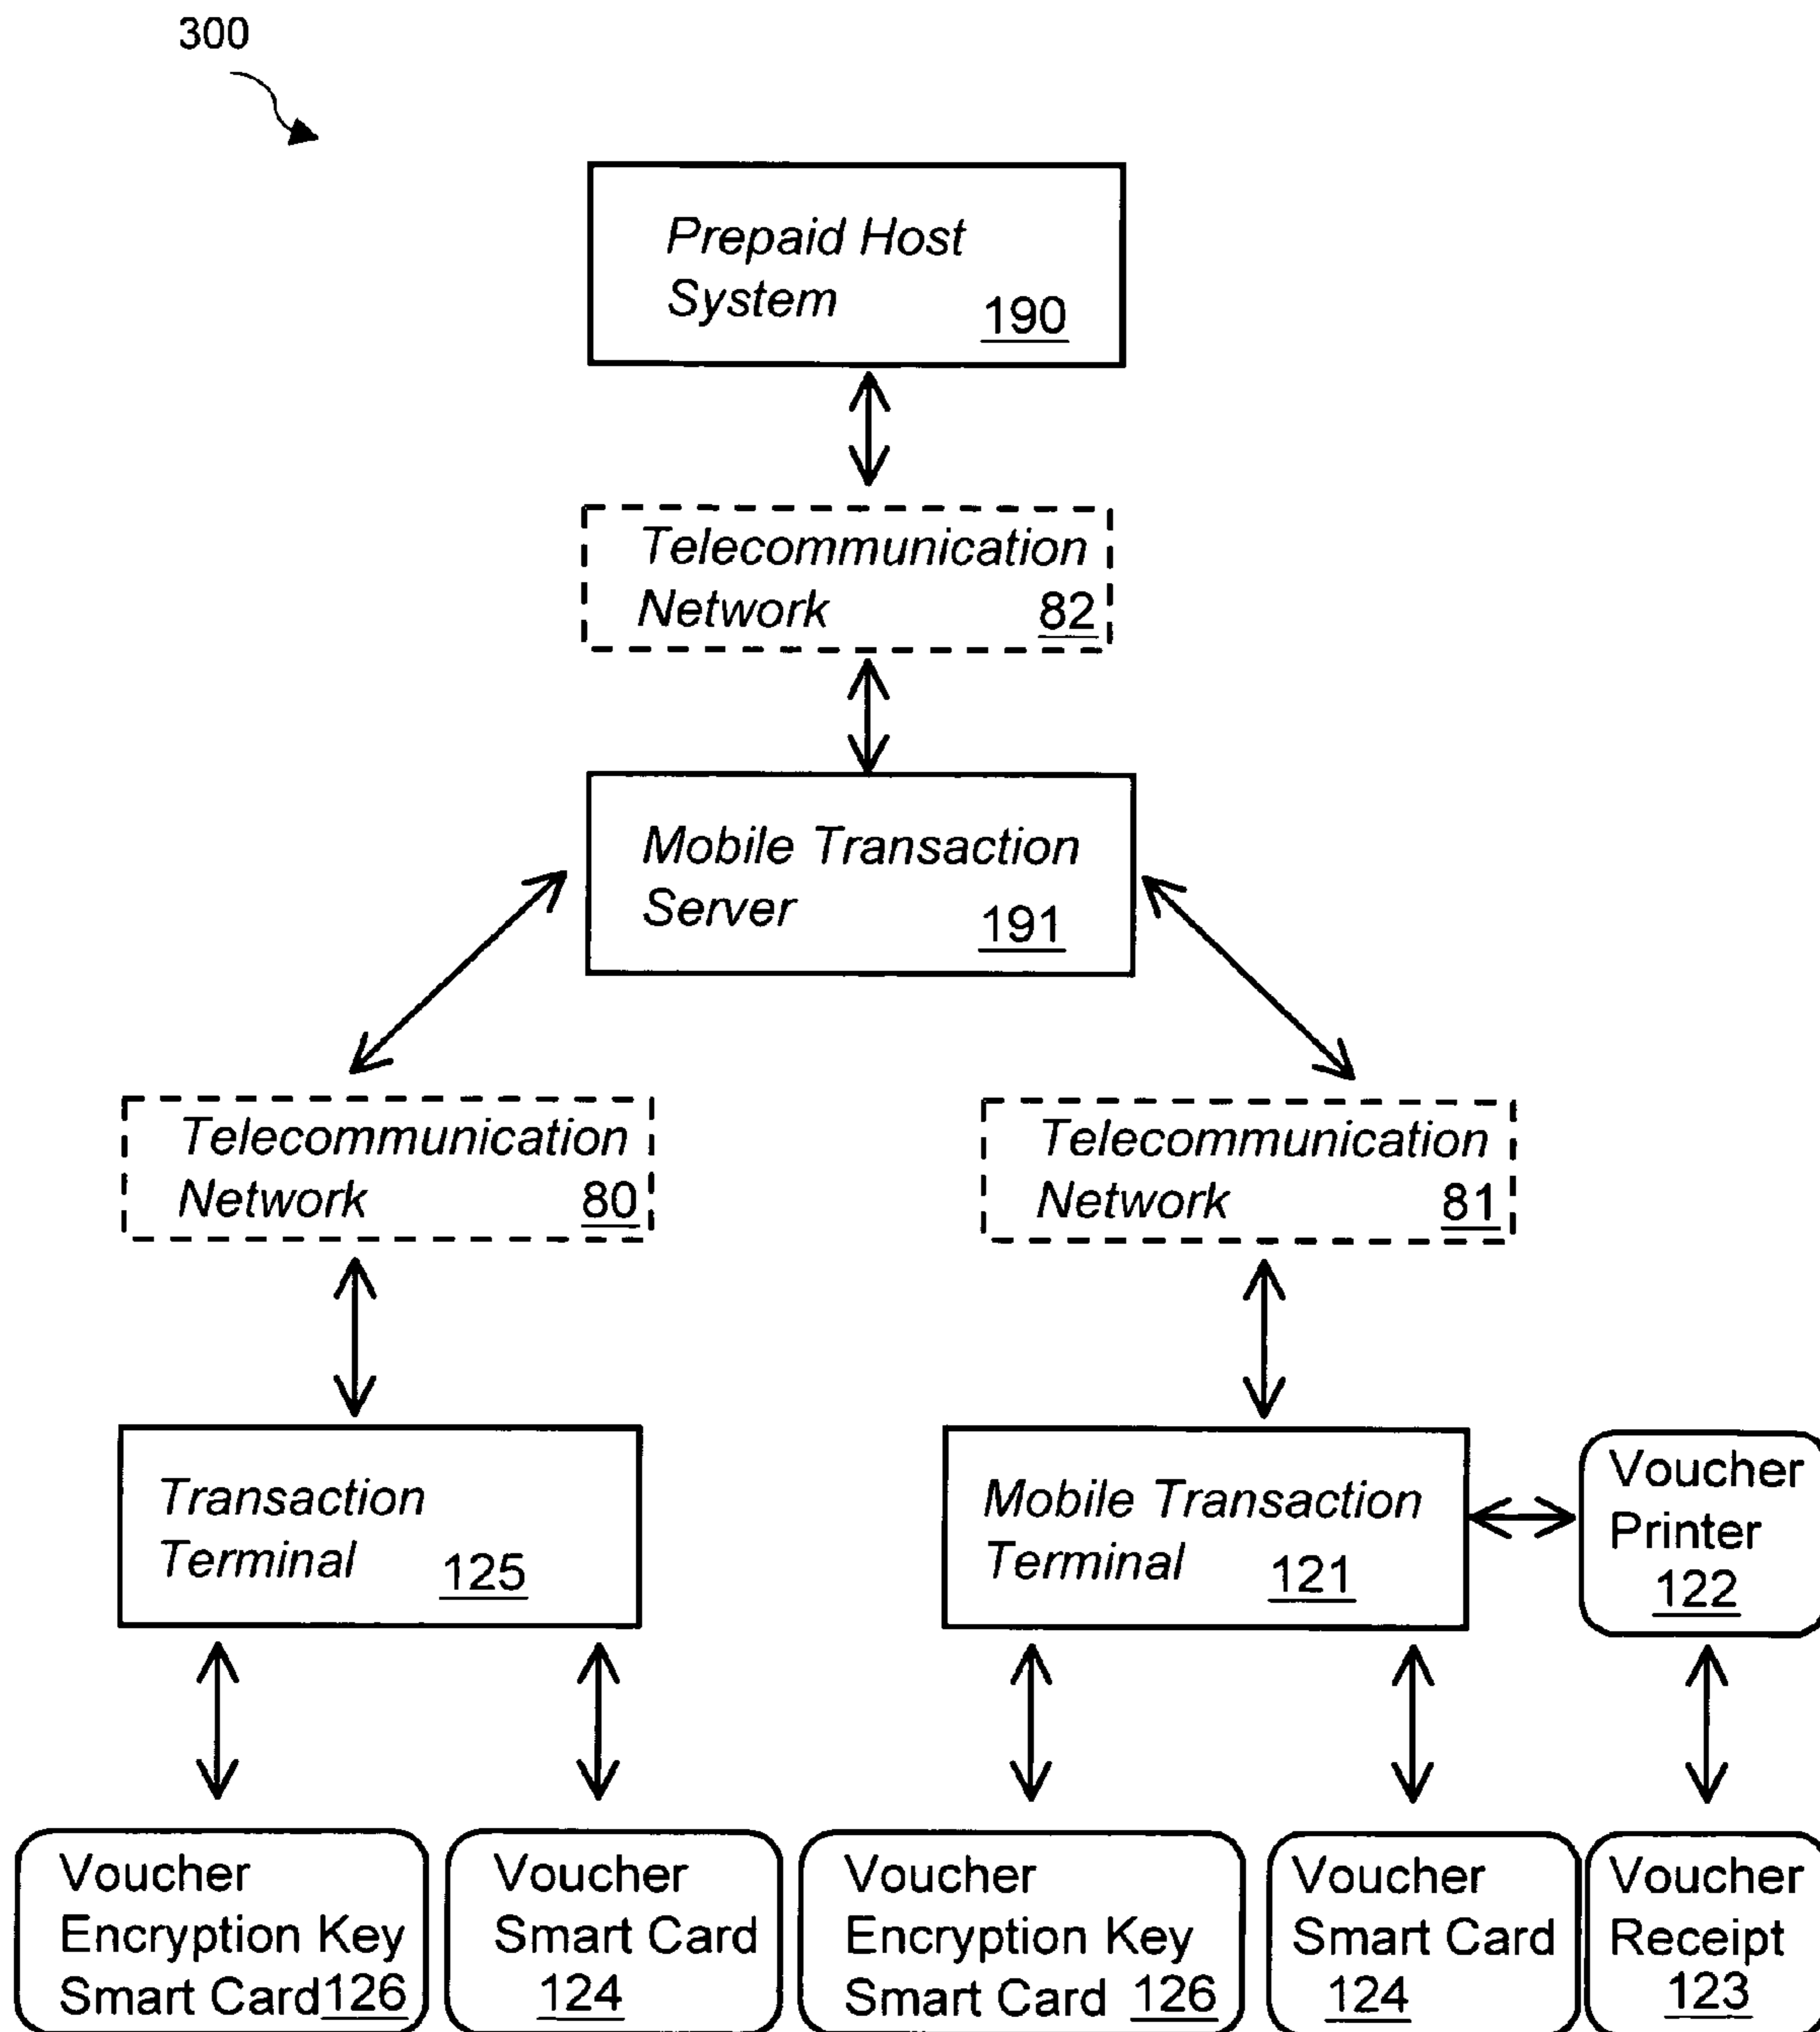 300
Prepaid Host
System 190
Telecommunication
Network 82
Mobile Transaction
Server 191
Telecommunication
Network 80
Telecommunication
Network 81
Transaction
Terminal 125
Mobile Transaction
Terminal 121
Voucher
Printer
122
Voucher
Encryption Key
Smart Card 126
Voucher
Smart Card
124
Voucher
Encryption Key
Smart Card 126
Voucher
Smart Card
124
Voucher
Receipt
123